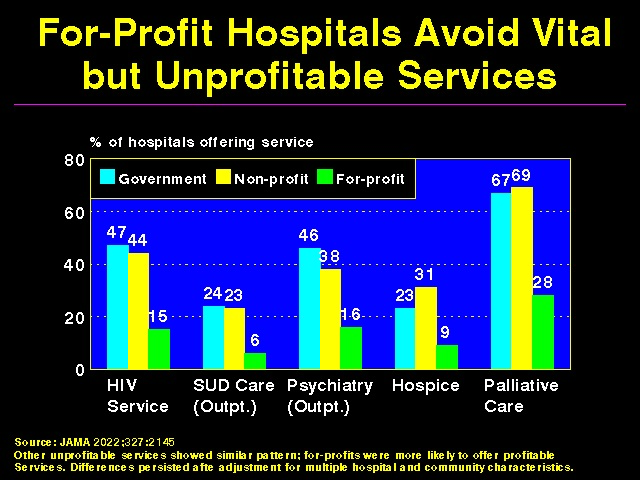 For-Profit Hospitals Avoid Vital
but Unprofitable Services
% of hospitals offering service
80
60
40
20
0
Government Non-profit For-profit
47 44 15
24 23 6
46 38 16
23 31 9
67 69 28
HIV
Service
SUD Care
(Outpt.)
Psychiatry
(Outpt.)
Hospice
Palliative
Care
Source: JAMA 2022;327:2145
Other unprofitable services showed similar pattern; for-profits were more likely to offer profitable
Services. Differences persisted afte adjustment for multiple hospital and community characteristics.